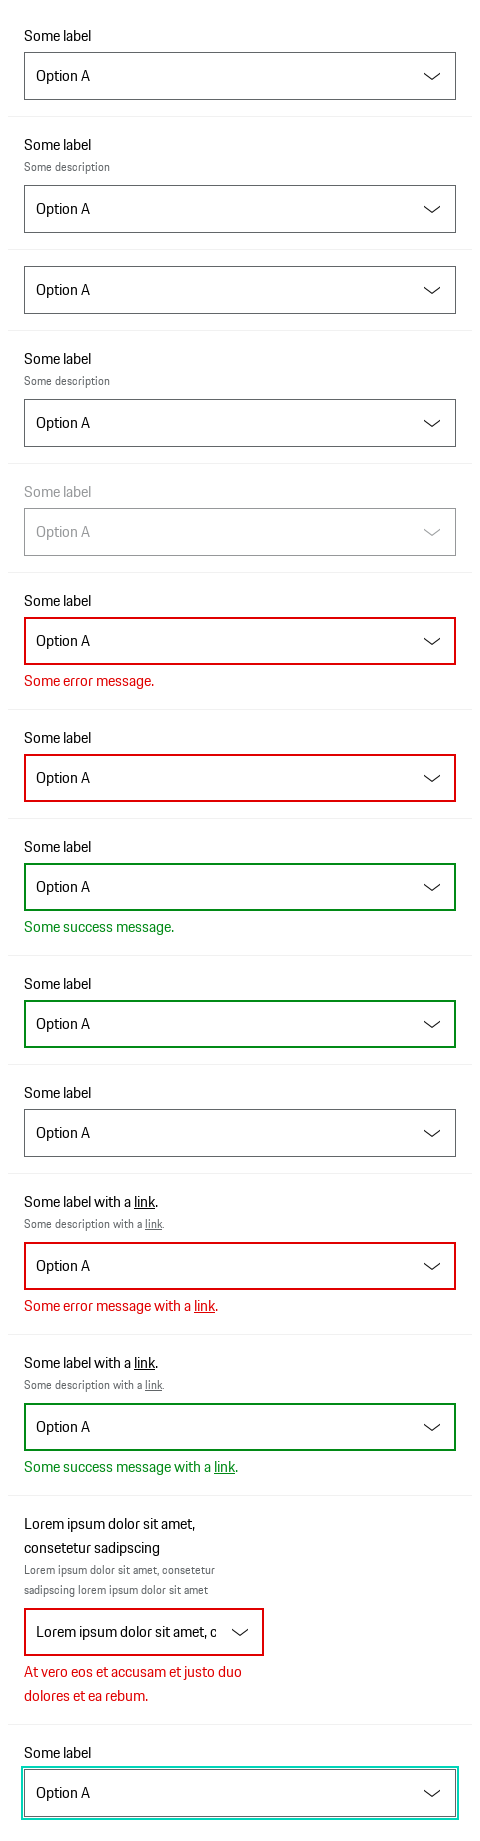 Some label
Option A
Some label
Some description
Option A
Option A
Some label
Some description
Option A
Some label
Option A
Some label
Option A
Some error message.
Some label
Option A
Some label
Option A
Some success message.
Some label
Option A
Some label
Option A
Some label with a link.
Some description with a link.
Option A
Some error message with a link.
Some label with a link.
Some description with a link.
Option A
Some success message with a link.
Lorem ipsum dolor sit amet,
consetetur sadipscing
Lorem ipsum dolor sit amet, consetetur
sadipscing lorem ipsum dolor sit amet
Lorem ipsum dolor sit amet, c
At vero eos et accusam et justo duo
dolores et ea rebum.
Some label
Option A